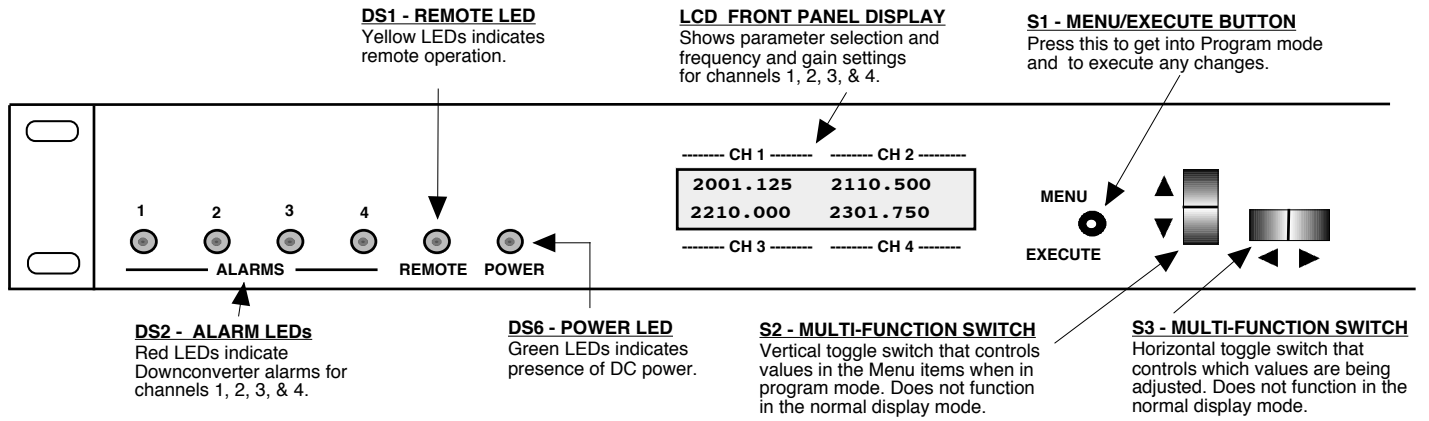 DS1 - REMOTE LED
Yellow LEDs indicates
remote operation.
LCD FRONT PANEL DISPLAY
Shows parameter selection and
frequency and gain settings
for channels 1, 2, 3, & 4.
S1 - MENU/EXECUTE BUTTON
Press this to get into Program mode
and to execute any changes.
-------- CH 1 -------- -------- CH 2 ---------
2001.125 2110.500
2210.000 2301.750
-------- CH 3 -------- -------- CH 4 --------
1 2 3 4
ALARMS REMOTE POWER
MENU
EXECUTE
DS2 - ALARM LEDs
Red LEDs indicate
Downconverter alarms for
channels 1, 2, 3, & 4.
DS6 - POWER LED
Green LEDs indicates
presence of DC power.
S2 - MULTI-FUNCTION SWITCH
Vertical toggle switch that controls
values in the Menu items when in
program mode. Does not function
in the normal display mode.
S3 - MULTI-FUNCTION SWITCH
Horizontal toggle switch that
controls which values are being
adjusted. Does not function in the
normal display mode.